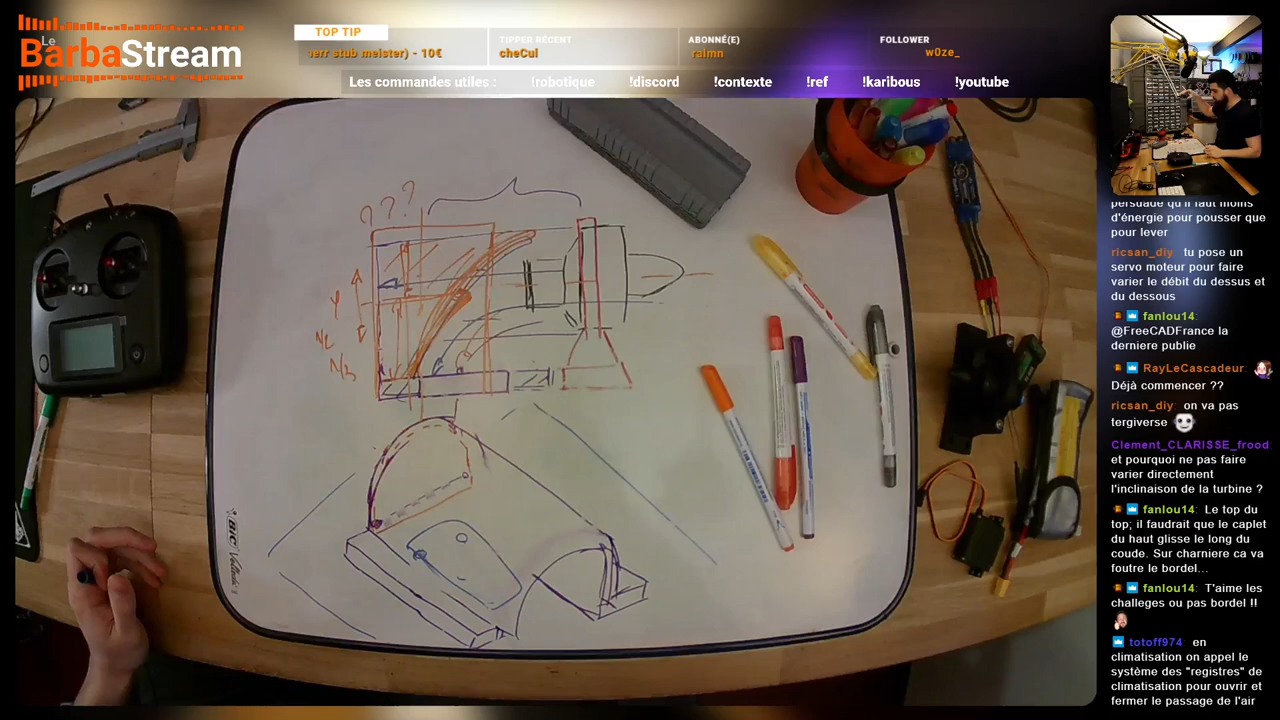 Le
BarbaStream
TOP TIP
ierr stub meister) - 10€
TIPPER RÉCENT
cheCul
ABONNÉ(E)
raimn
FOLLOWER
w0ze_
Les commandes utiles : !robotique !discord !contexte !ref !karibous !youtube
persuadé qu'il faut moins
d'énergie pour pousser que
pour lever
ricsan_diy: tu pose un
servo moteur pour faire
varier le débit du dessus et
du dessous
fanlou14:
@FreeCADFrance la
derniere publie
RayLeCascadeur:
Déjà commencer ??
ricsan_diy: on va pas
tergiverse
Clement_CLARISSE_frood:
et pourquoi ne pas faire
varier directement
l'inclinaison de la turbine ?
fanlou14: Le top du
top; il faudrait que le caplet
du haut glisse le long du
coude. Sur charniere ca va
foutre le bordel...
fanlou14: T'aime les
challeges ou pas bordel !!
totoff974: en
climatisation on appel le
système des "registres" de
climatisation pour ouvrir et
fermer le passage de l'air
? ? ?
Y
N/2
N/3
BIC Velleda